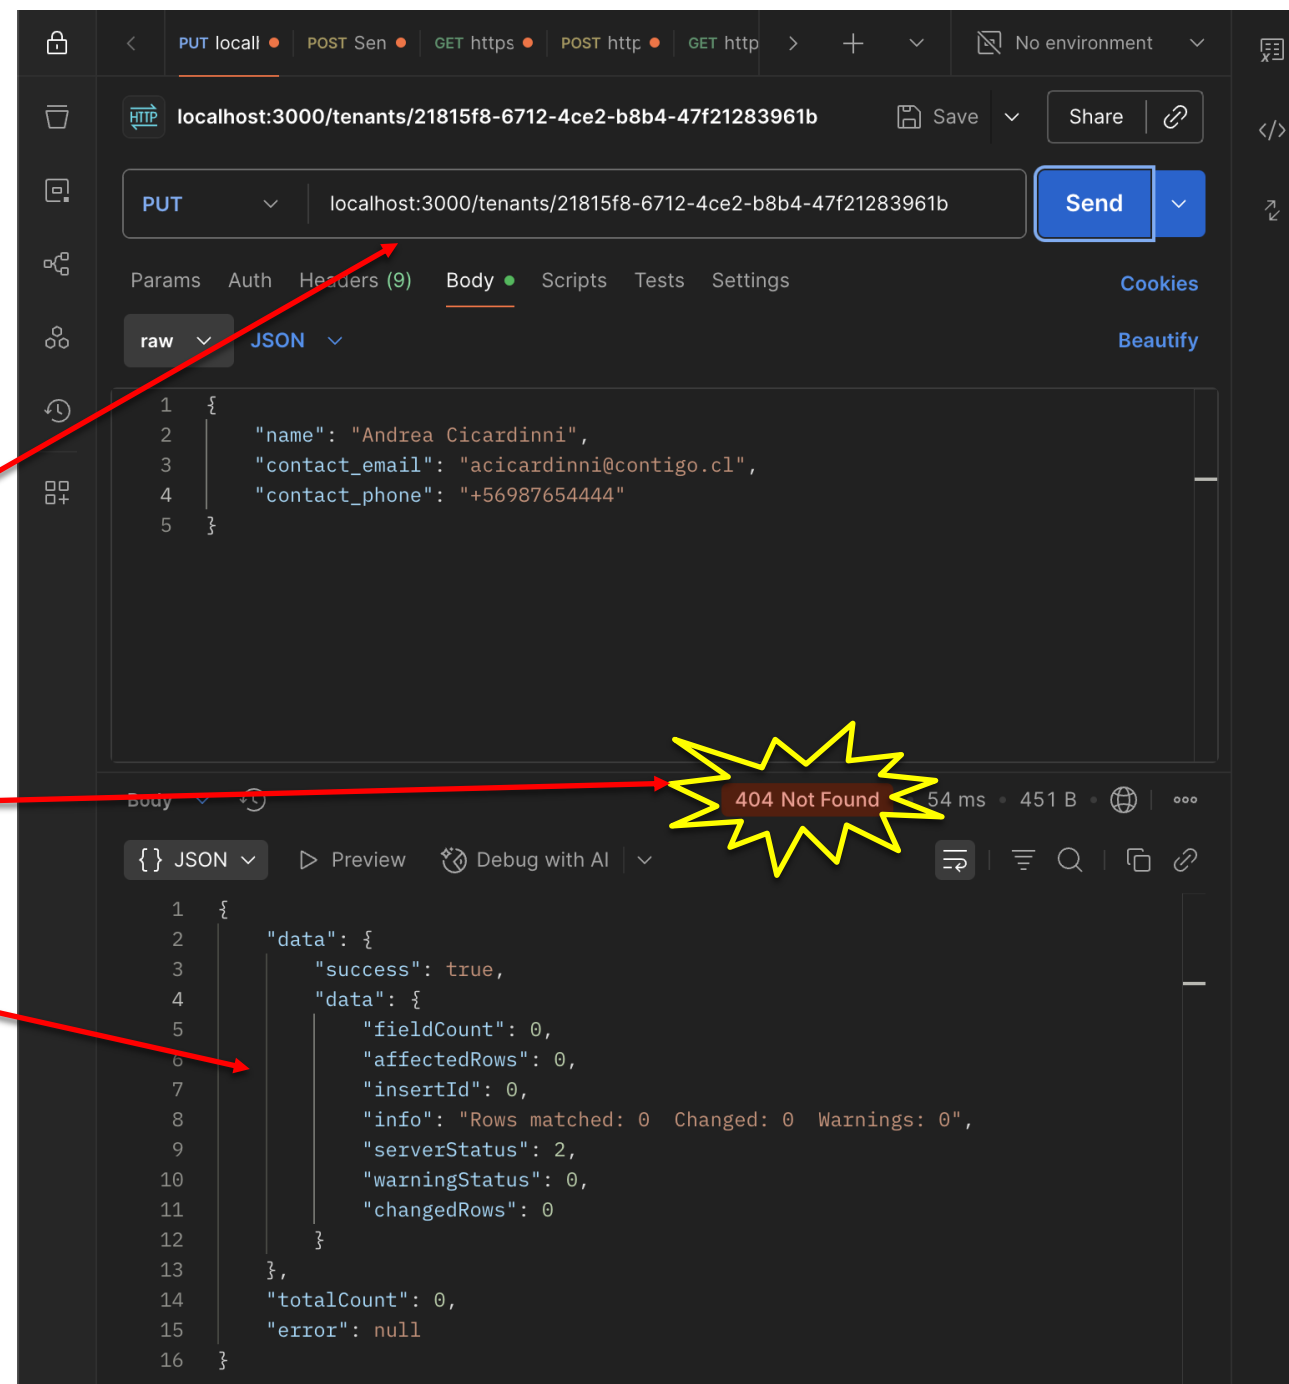 PUT local
POST Sen
GET https
POST http
GET http
No environment
HTTP
localhost:3000/tenants/21815f8-6712-4ce2-b8b4-47f21283961b
Save
Share
PUT
localhost:3000/tenants/21815f8-6712-4ce2-b8b4-47f21283961b
Send
Params Auth Headers (9) Body Scripts Tests Settings
Cookies
raw
JSON
Beautify
1 {
2 "name": "Andrea Cicardinni",
3 "contact_email": "acicardinni@contigo.cl",
4 "contact_phone": "+56987654444"
5 }
Body
404 Not Found
54 ms
451 B
{} JSON
Preview
Debug with AI
1 {
2 "data": {
3 "success": true,
4 "data": {
5 "fieldCount": 0,
6 "affectedRows": 0,
7 "insertId": 0,
8 "info": "Rows matched: 0  Changed: 0  Warnings: 0",
9 "serverStatus": 2,
10 "warningStatus": 0,
11 "changedRows": 0
12 }
13 },
14 "totalCount": 0,
15 "error": null
16 }